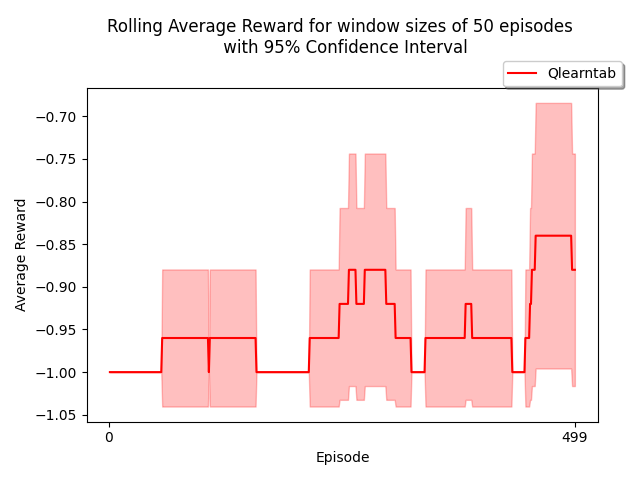 Rolling Average Reward for window sizes of 50 episodes
with 95% Confidence Interval
Qlearntab
−0.70
−0.75
−0.80
−0.85
−0.90
−0.95
−1.00
−1.05
Average Reward
0
499
Episode